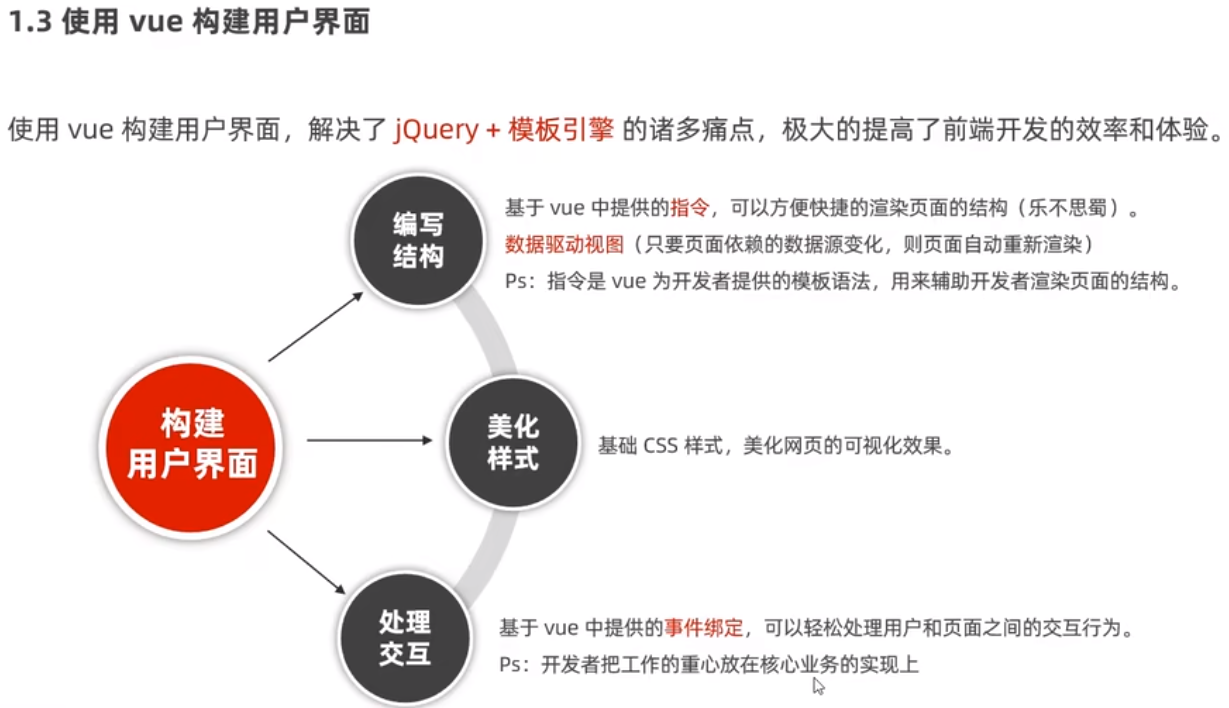 1.3 使用 vue 构建用户界面
使用 vue 构建用户界面，解决了 jQuery + 模板引擎 的诸多痛点，极大的提高了前端开发的效率和体验。
编写
结构
基于 vue 中提供的指令，可以方便快捷的渲染页面的结构（乐不思蜀）。
数据驱动视图（只要页面依赖的数据源变化，则页面自动重新渲染）
Ps：指令是 vue 为开发者提供的模板语法，用来辅助开发者渲染页面的结构。
构建
用户界面
美化
样式
基础 CSS 样式，美化网页的可视化效果。
处理
交互
基于 vue 中提供的事件绑定，可以轻松处理用户和页面之间的交互行为。
Ps：开发者把工作的重心放在核心业务的实现上